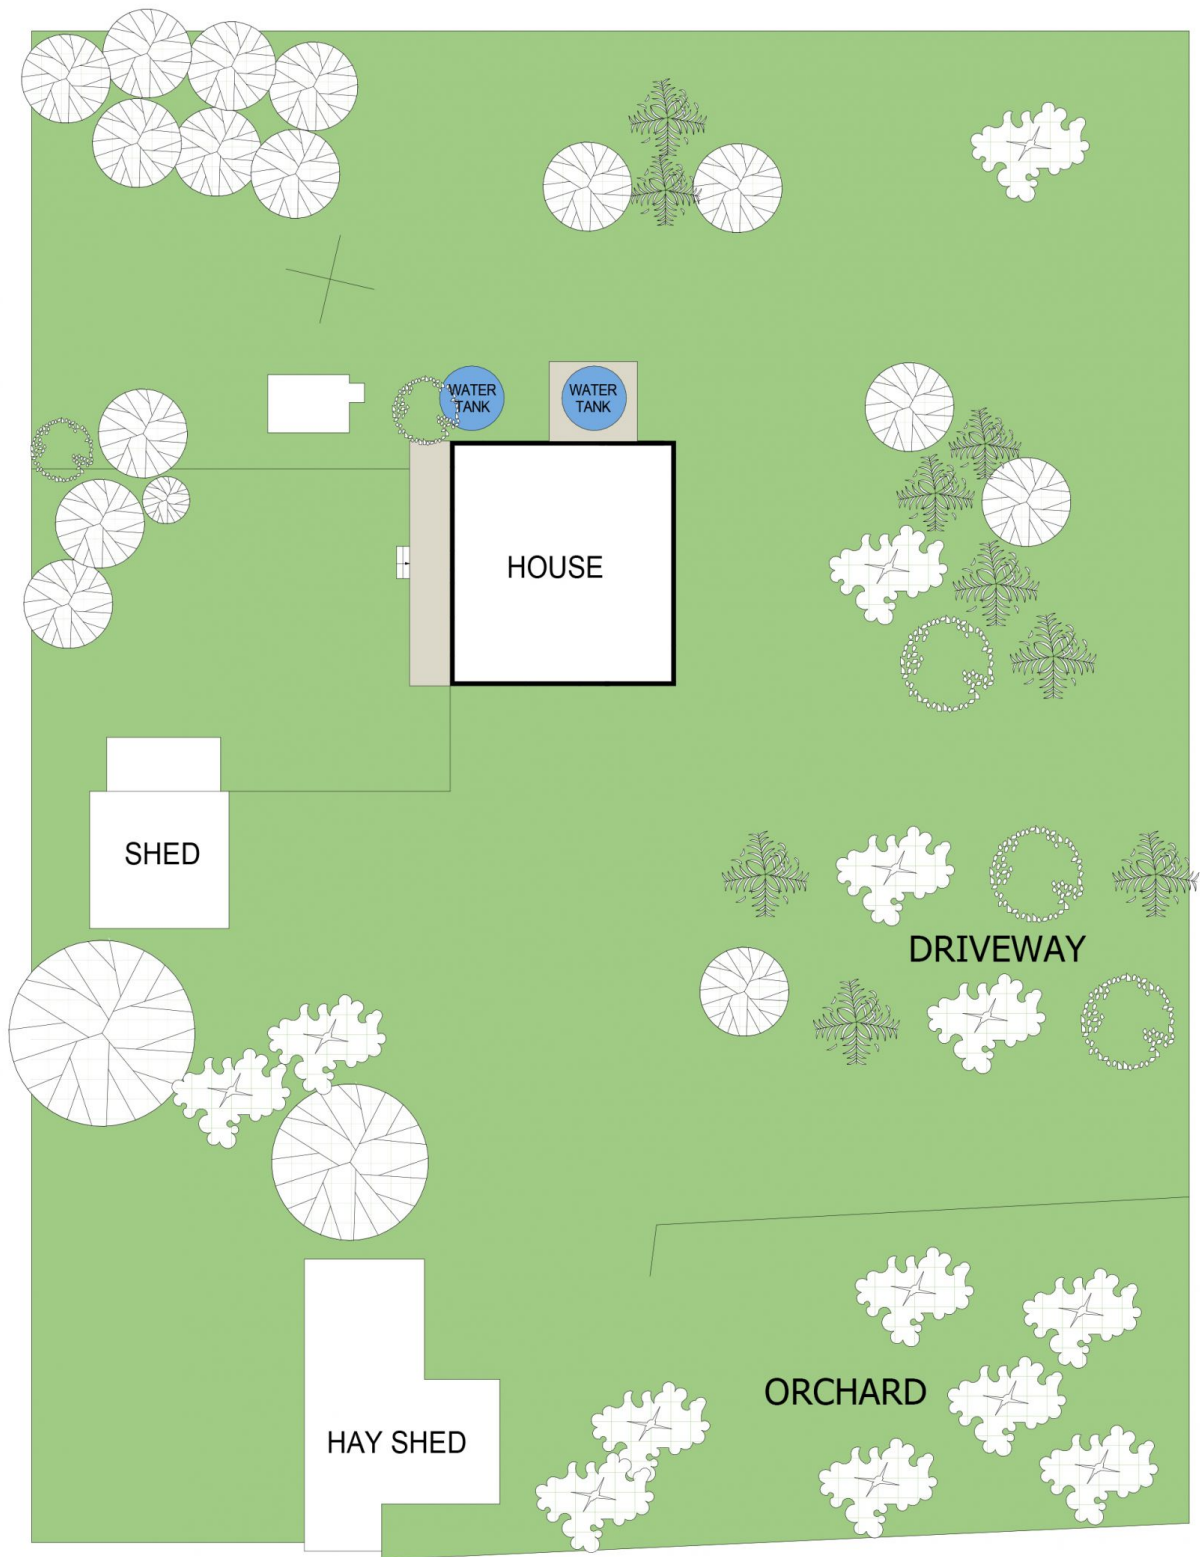 WATER
TANK
WATER
TANK
HOUSE
SHED
DRIVEWAY
ORCHARD
HAY SHED